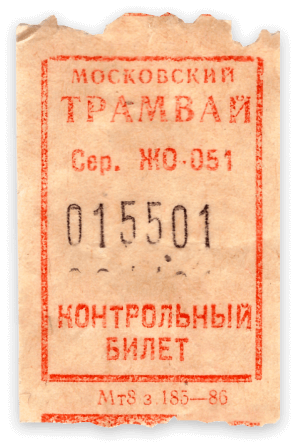 МОСКОВСКИЙ
ТРАМВАЙ
Сер. ЖО-051
015501
КОНТРОЛЬНЫЙ
БИЛЕТ
Мт8 з. 185—86